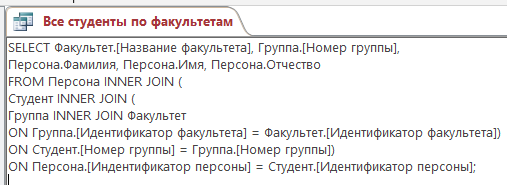 Все студенты по факультетам
SELECT Факультет.[Название факультета], Группа.[Номер группы],
Персона.Фамилия, Персона.Имя, Персона.Отчество
FROM Персона INNER JOIN (
Студент INNER JOIN (
Группа INNER JOIN Факультет
ON Группа.[Идентификатор факультета] = Факультет.[Идентификатор факультета])
ON Студент.[Номер группы] = Группа.[Номер группы])
ON Персона.[Индентификатор персоны] = Студент.[Идентификатор персоны];